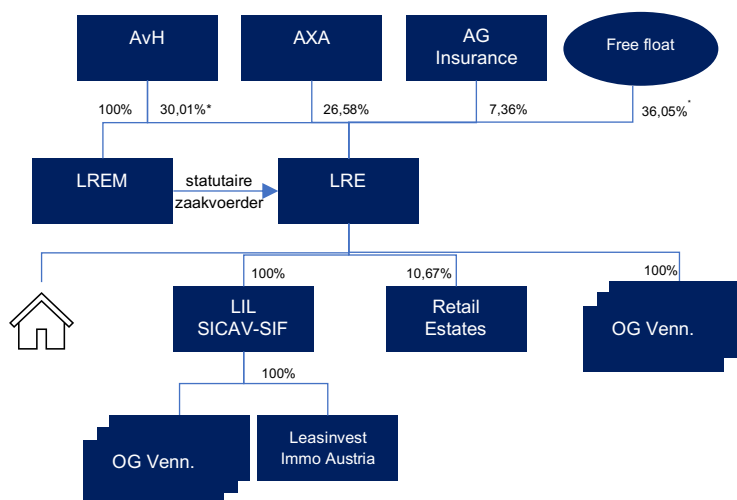 AvH
AXA
AG
Insurance
Free float
100%
30,01%*
26,58%
7,36%
36,05%*
LREM
statutaire
zaakvoerder
LRE
100%
10,67%
100%
LIL
SICAV-SIF
Retail
Estates
OG Venn.
100%
OG Venn.
Leasinvest
Immo Austria